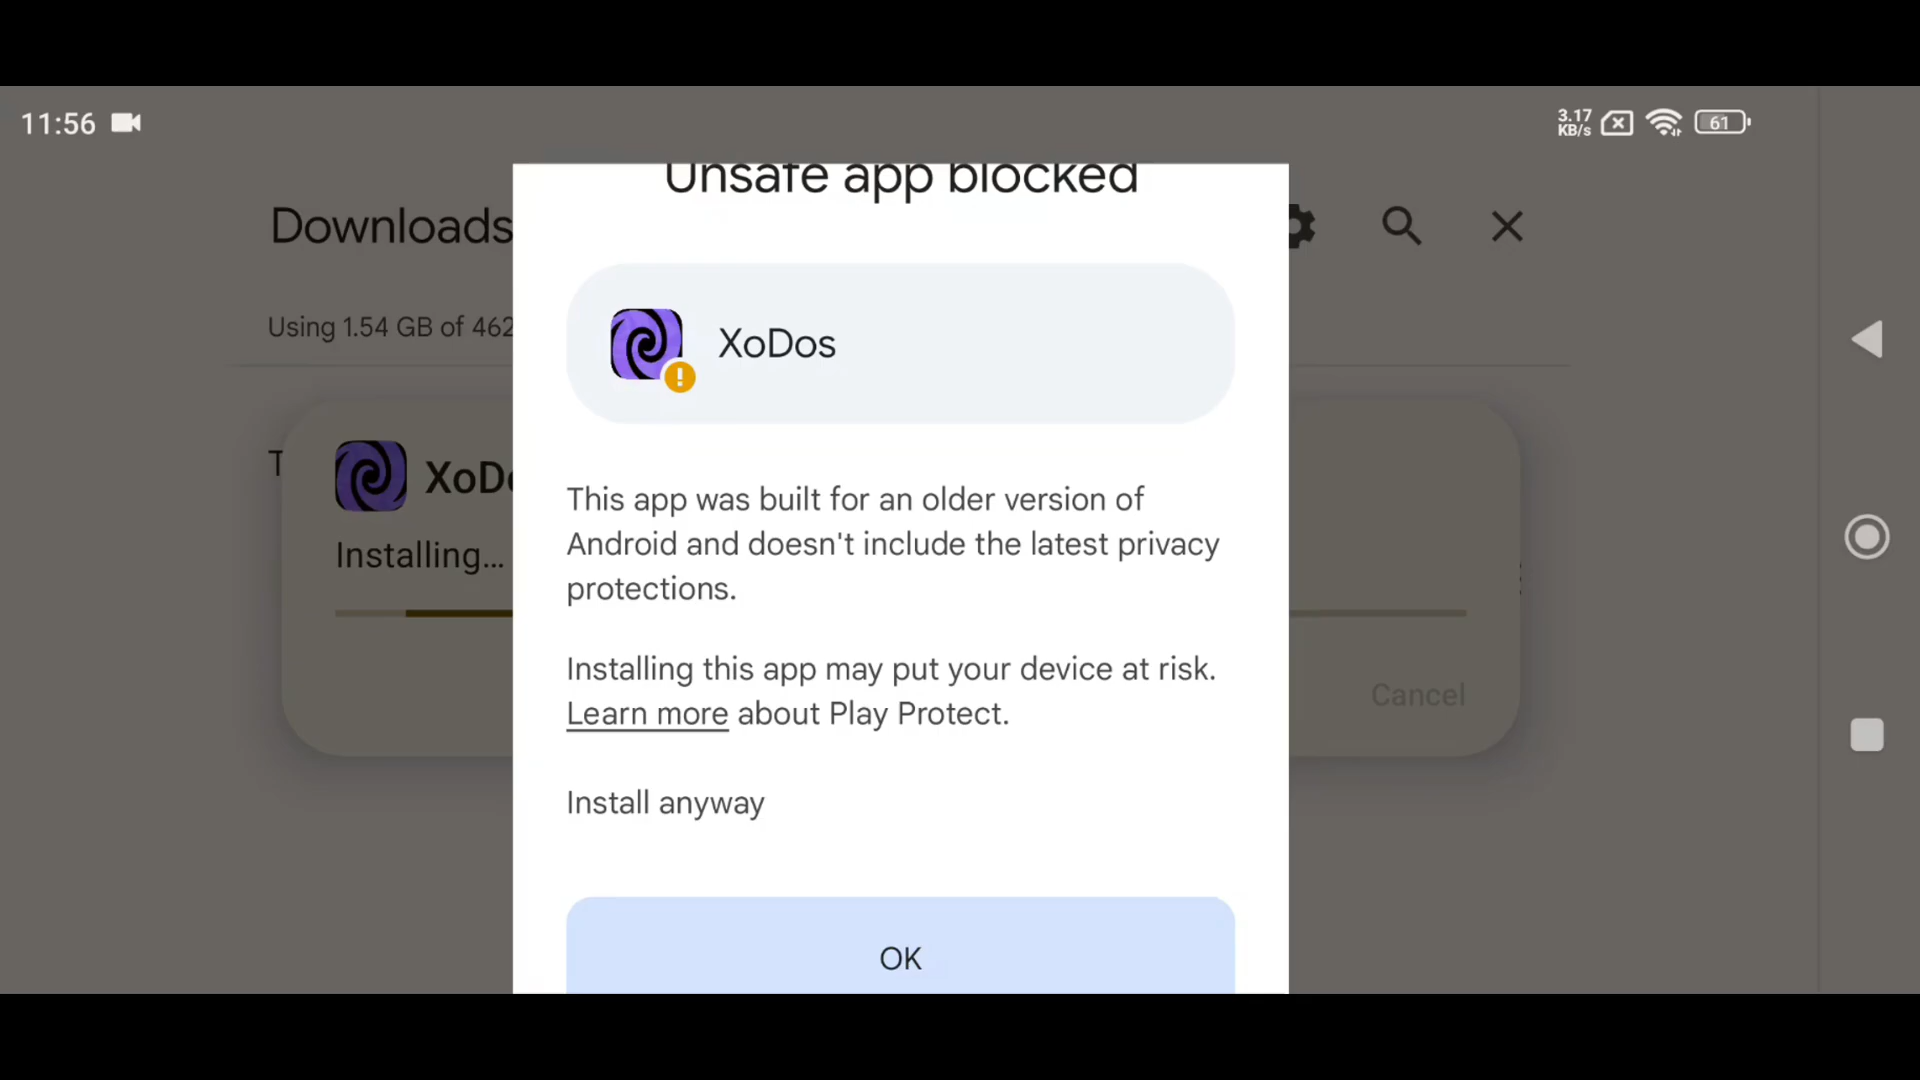 11:56
3.17
KB/s
61
Unsafe app blocked
Downloads
XoDos
Using 1.54 GB of 462
T
XoDo
This app was built for an older version of
Android and doesn't include the latest privacy
protections.
Installing...
Installing this app may put your device at risk.
Learn more about Play Protect.
Cancel
Install anyway
OK